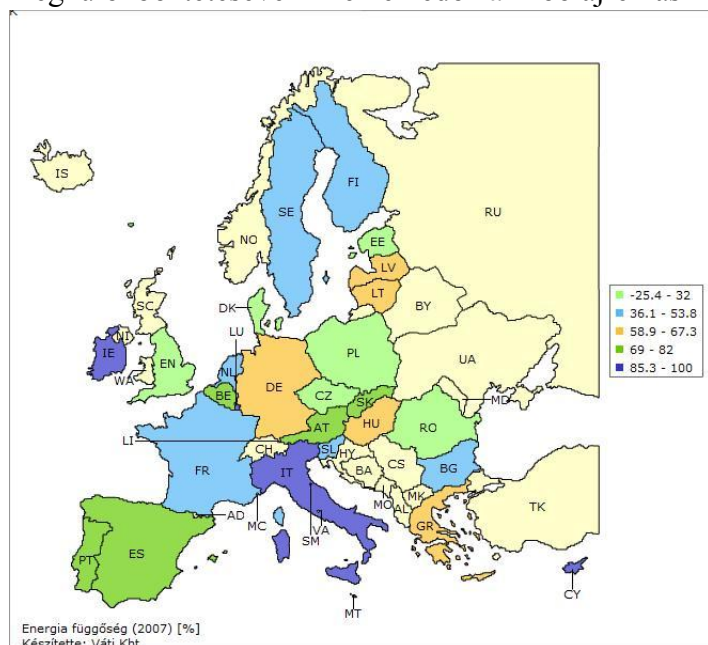 IS
FI
SE
NO
RU
EE
LV
LT
SC
DK
BY
NI
LU
IE
EN
NL
PL
WA
UA
BE
DE
CZ
SK
MD
AT
HU
RO
LI
CH
SL
HY
FR
IT
BA
CS
BG
MK
MO
AL
TK
AD
MC
VA
GR
ES
SM
PT
CY
MT
-25.4 - 32
36.1 - 53.8
58.9 - 67.3
69 - 82
85.3 - 100
Energia függőség (2007) [%]
Készítette: Váti Kht.